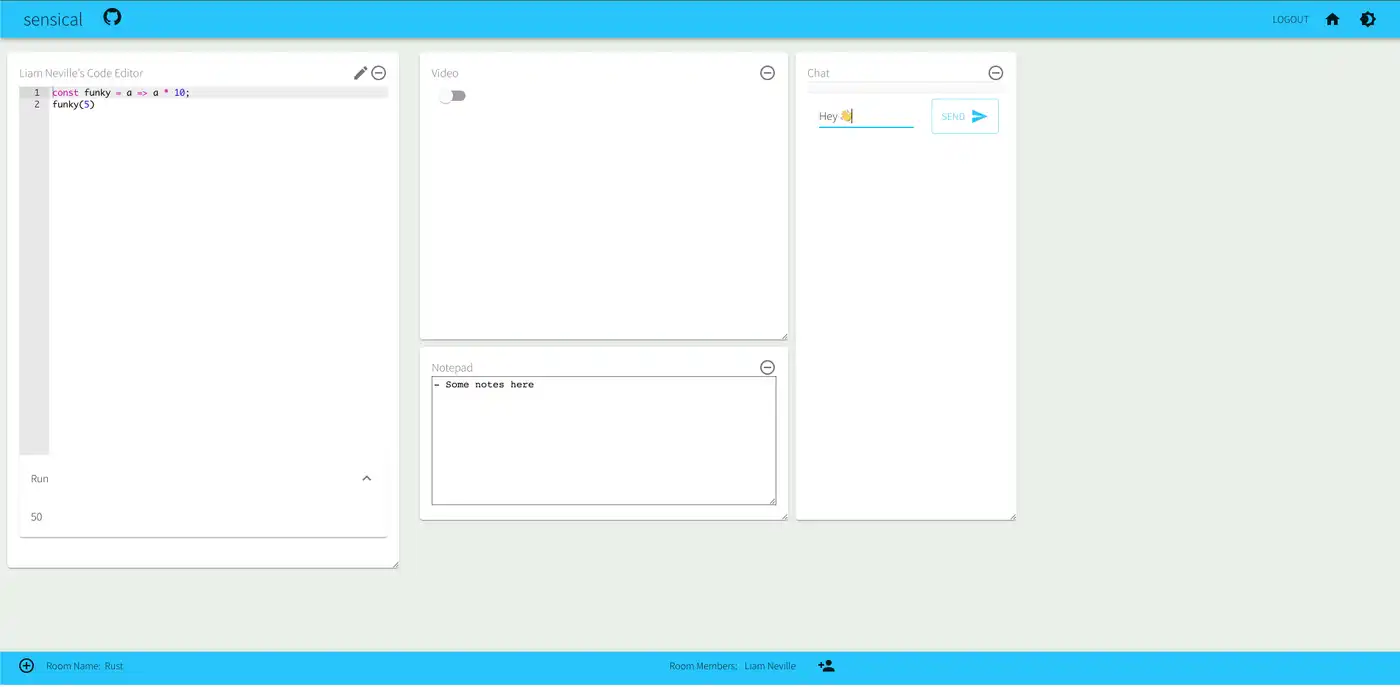 sensical
LOGOUT
Liam Neville's Code Editor
1 const funky = a => a * 10;
2 funky(5)
Run
50
Video
Notepad
- Some notes here
Chat
Hey 👋
SEND
Room Name: Rust
Room Members: Liam Neville